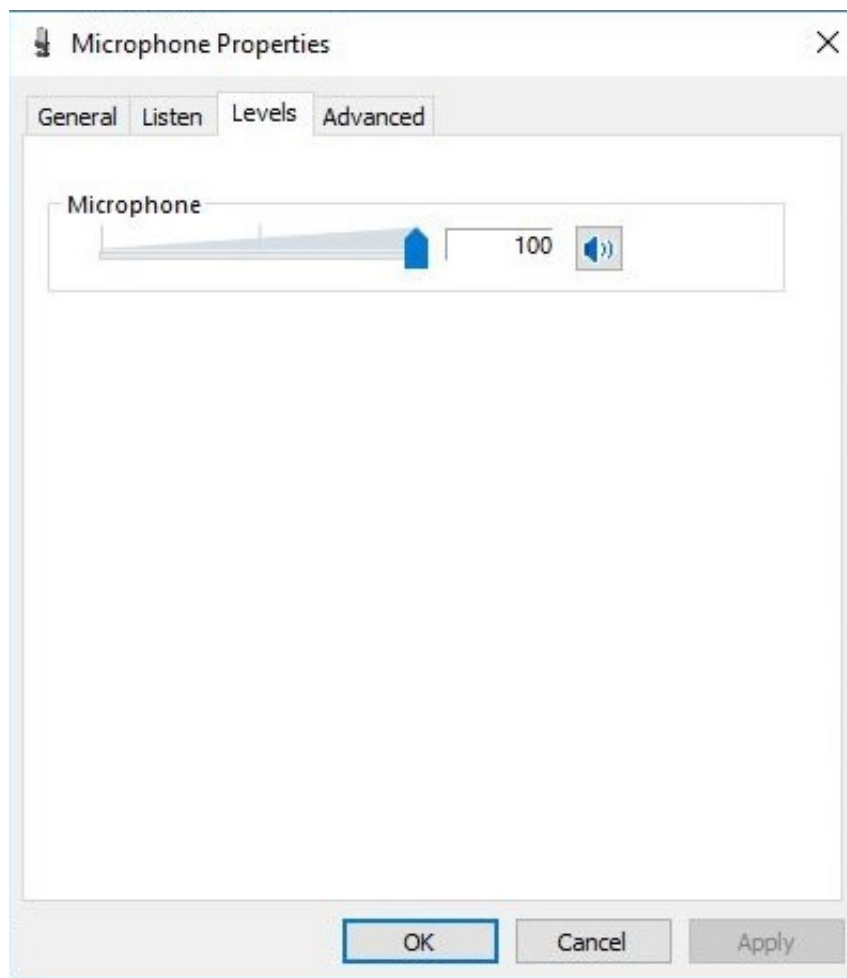 Microphone Properties
General Listen Levels Advanced
Microphone
100
OK Cancel Apply